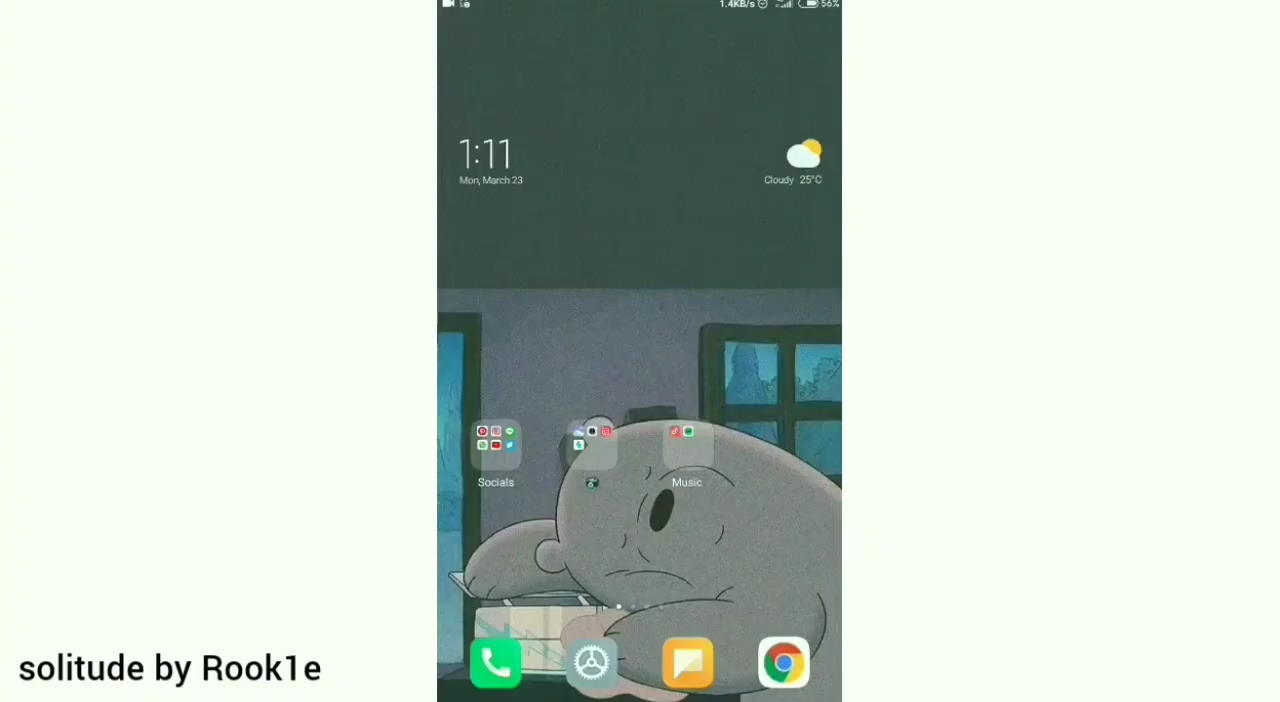 1.4KB/s 56%
1:11
Mon, March 23
Cloudy 25°C
Socials
Music
solitude by Rook1e